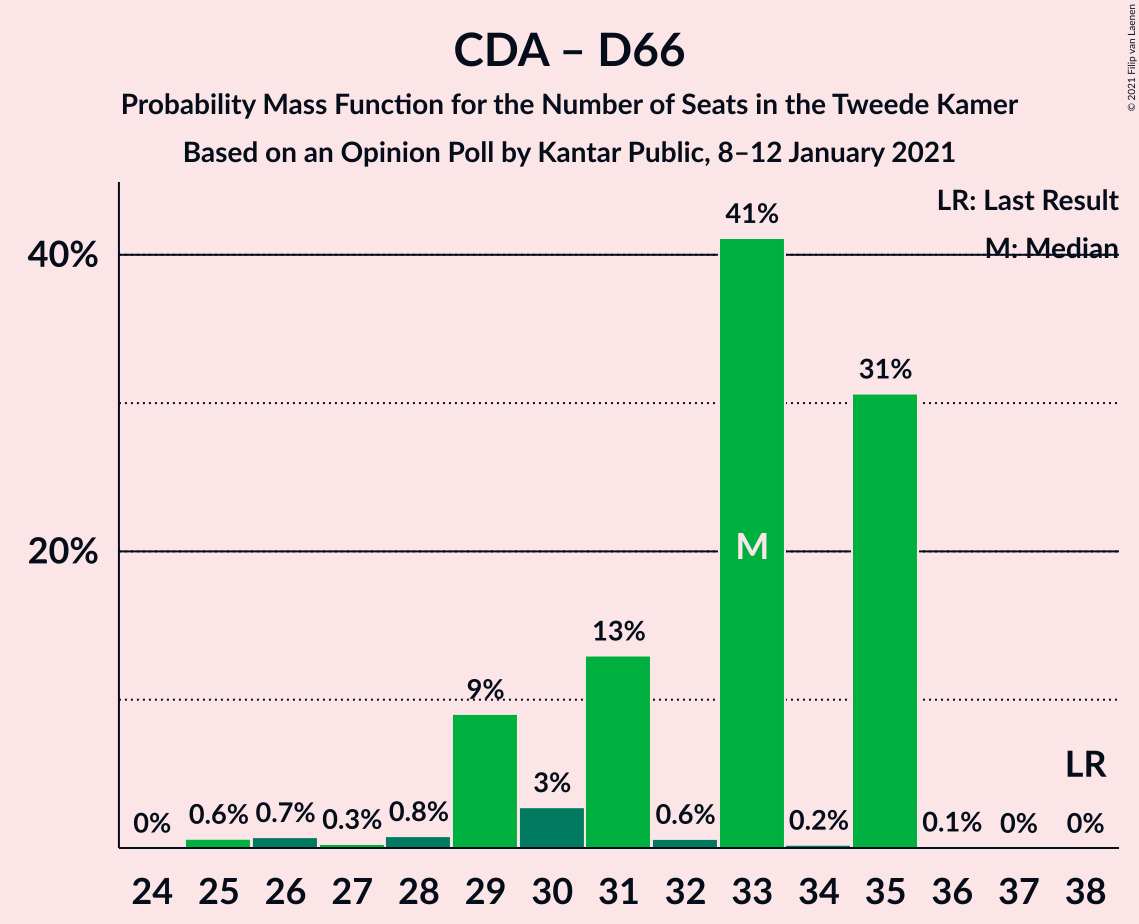 CDA – D66
Probability Mass Function for the Number of Seats in the Tweede Kamer
Based on an Opinion Poll by Kantar Public, 8–12 January 2021
© 2021 Filip van Laenen
LR: Last Result
M: Median
40%
20%
0%
0.6%
0.7%
0.3%
0.8%
9%
3%
13%
0.6%
41%
M
0.2%
31%
0.1%
0%
LR
0%
24 25 26 27 28 29 30 31 32 33 34 35 36 37 38